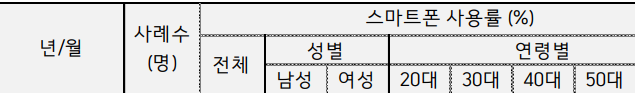 스마트폰 사용률 (%)
년/월 사례수 (명) 전체 성별 연령별
남성 여성 20대 30대 40대 50대